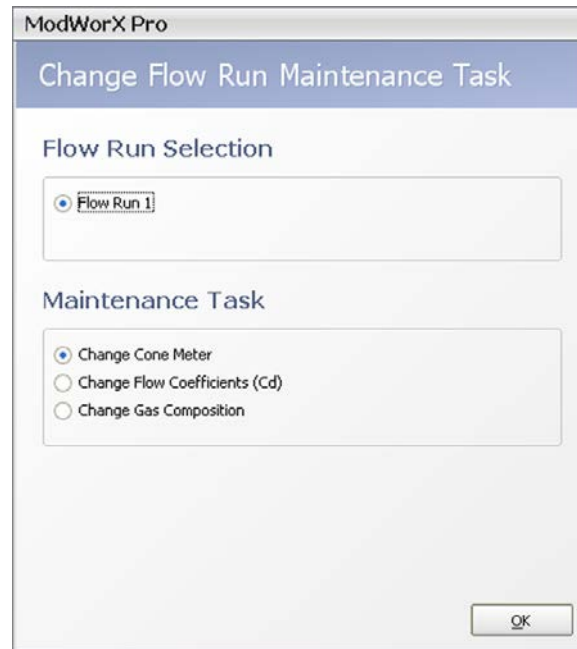 ModWorX Pro
Change Flow Run Maintenance Task
Flow Run Selection
Flow Run 1
Maintenance Task
Change Cone Meter
Change Flow Coefficients (Cd)
Change Gas Composition
OK